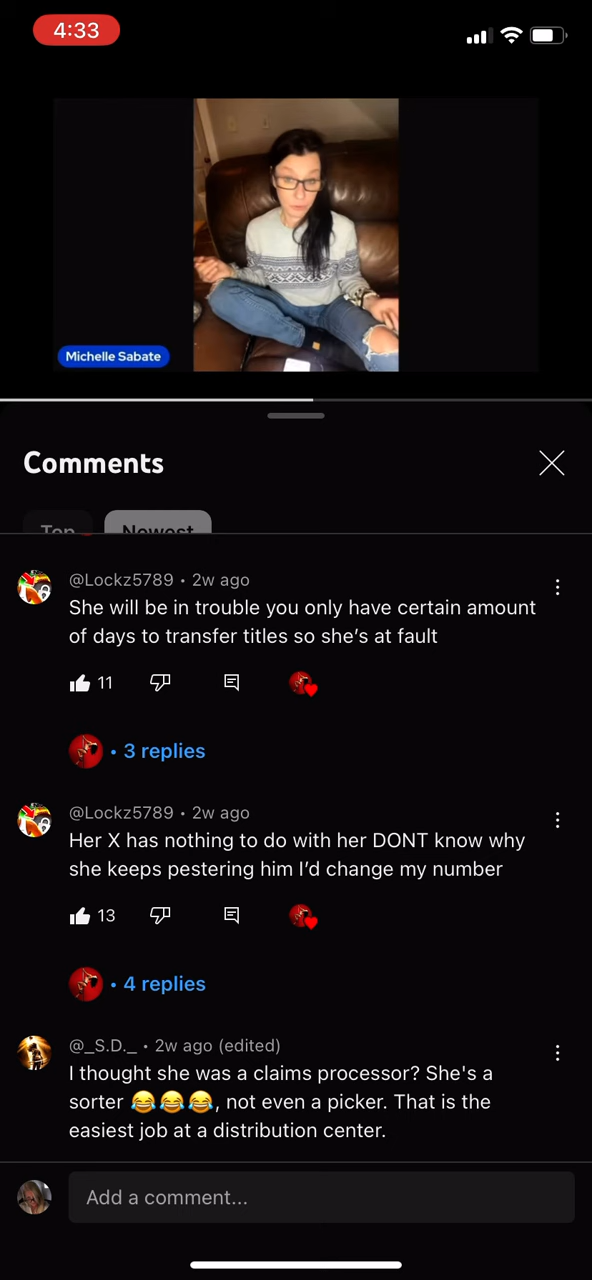 4:33
Michelle Sabate
Comments
Top
Newest
@Lockz5789 • 2w ago
She will be in trouble you only have certain amount
of days to transfer titles so she’s at fault
11
• 3 replies
@Lockz5789 • 2w ago
Her X has nothing to do with her DONT know why
she keeps pestering him I’d change my number
13
• 4 replies
@_S.D._ • 2w ago (edited)
I thought she was a claims processor? She's a
sorter 😂😂😂, not even a picker. That is the
easiest job at a distribution center.
Add a comment...